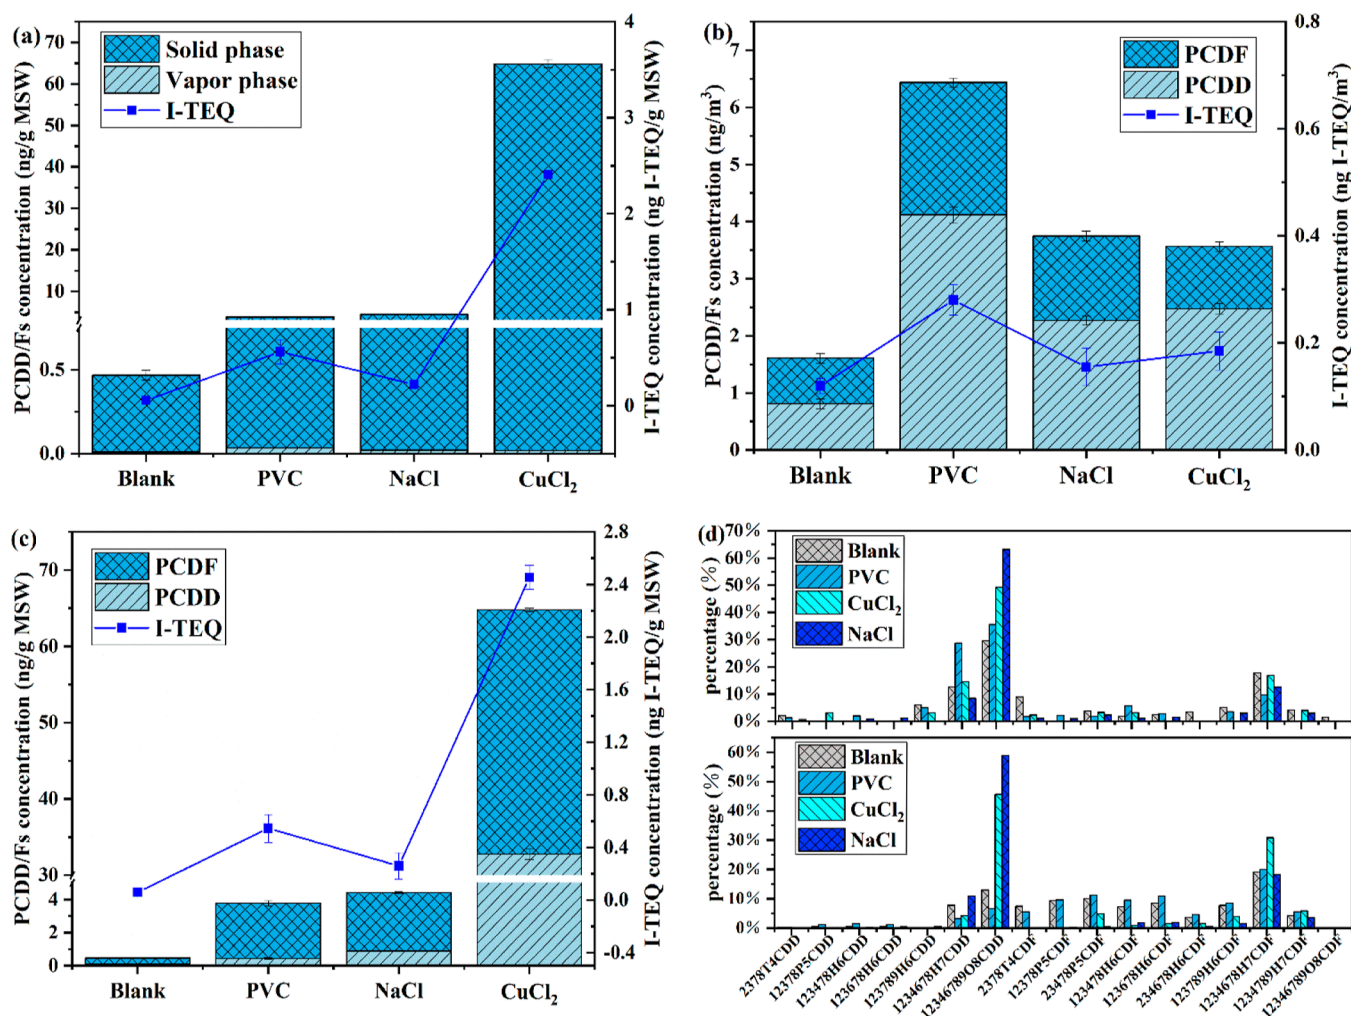 (a)
Solid phase
Vapor phase
I-TEQ
PCDD/Fs concentration (ng/g MSW)
70
60
50
40
30
20
10
0.5
0.0
4
3
2
1
0
I-TEQ concentration (ng I-TEQ/g MSW)
Blank PVC NaCl CuCl₂
(b)
PCDF
PCDD
I-TEQ
PCDD/Fs concentration (ng/m³)
7
6
5
4
3
2
1
0
0.8
0.6
0.4
0.2
0.0
I-TEQ concentration (ng I-TEQ/m³)
Blank PVC NaCl CuCl₂
(c)
PCDF
PCDD
I-TEQ
PCDD/Fs concentration (ng/g MSW)
70
60
50
40
30
4
2
0
2.8
2.4
2.0
1.6
1.2
0.8
0.4
0.0
-0.4
I-TEQ concentration (ng I-TEQ/g MSW)
Blank PVC NaCl CuCl₂
(d)
Blank
PVC
CuCl₂
NaCl
percentage (%)
70%
60%
50%
40%
30%
20%
10%
0%
Blank
PVC
CuCl₂
NaCl
percentage (%)
60%
50%
40%
30%
20%
10%
0%
237814CDD
12378P5CDD
123478H6CDD
123678H6CDD
123789H6CDD
1234678H7CDD
12346789O8CDD
237814CDF
12378P5CDF
23478P5CDF
123478H6CDF
123678H6CDF
234678H6CDF
123789H6CDF
1234678H7CDF
1234789H7CDF
12346789O8CDF